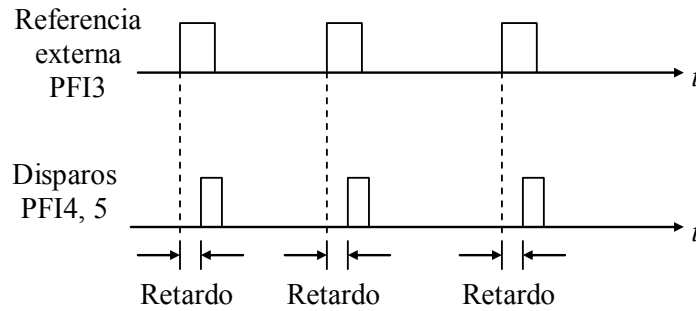 Referencia
externa
PFI3
t
Disparos
PFI4, 5
t
Retardo Retardo Retardo